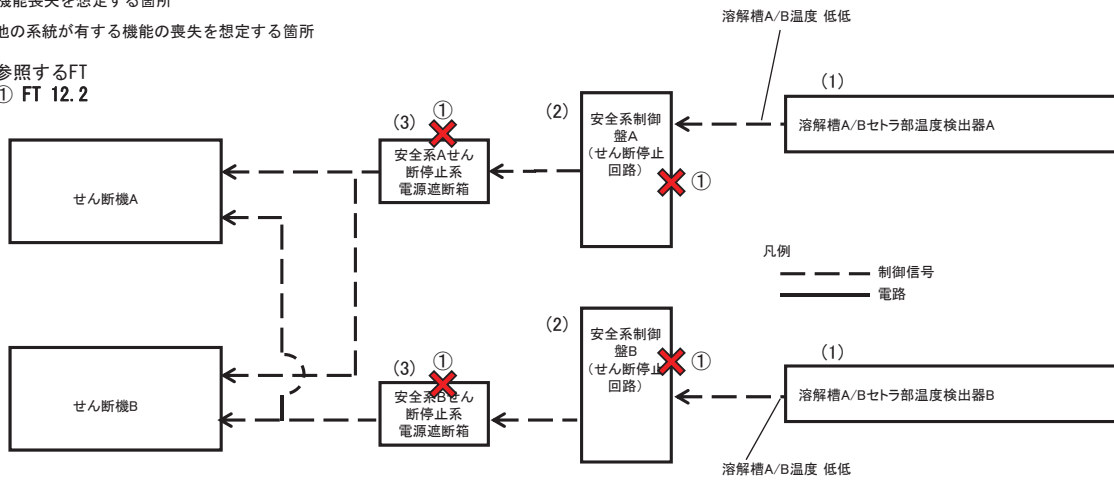 機能喪失を想定する箇所
他の系統が有する機能の喪失を想定する箇所
参照するFT
① FT 12.2
溶解槽A/B温度 低低
(1)
溶解槽A/Bセトラ部温度検出器A
(2)
安全系制御
盤A
(せん断停止
回路)
①
(3)
①
安全系Aせん
断停止系
電源遮断箱
せん断機A
凡例
制御信号
電路
(2)
安全系制御
盤B
(せん断停止
回路)
①
(3)
①
安全系Bせん
断停止系
電源遮断箱
せん断機B
(1)
溶解槽A/Bセトラ部温度検出器B
溶解槽A/B温度 低低